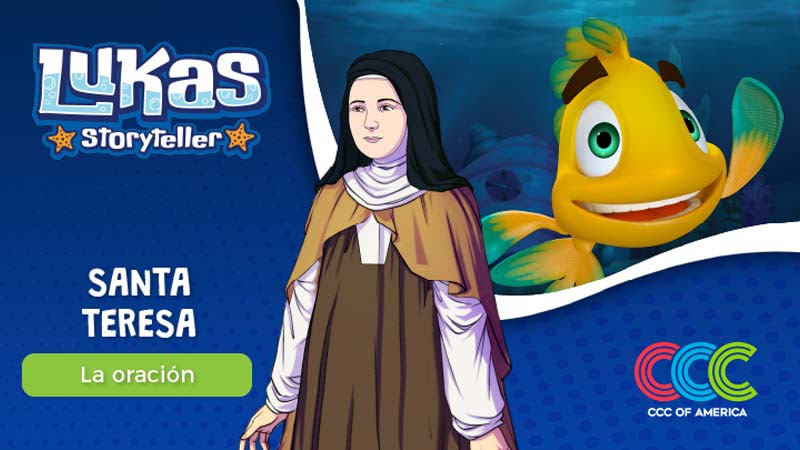 LUKAS
Storyteller
SANTA
TERESA
La oración
CCC
CCC OF AMERICA